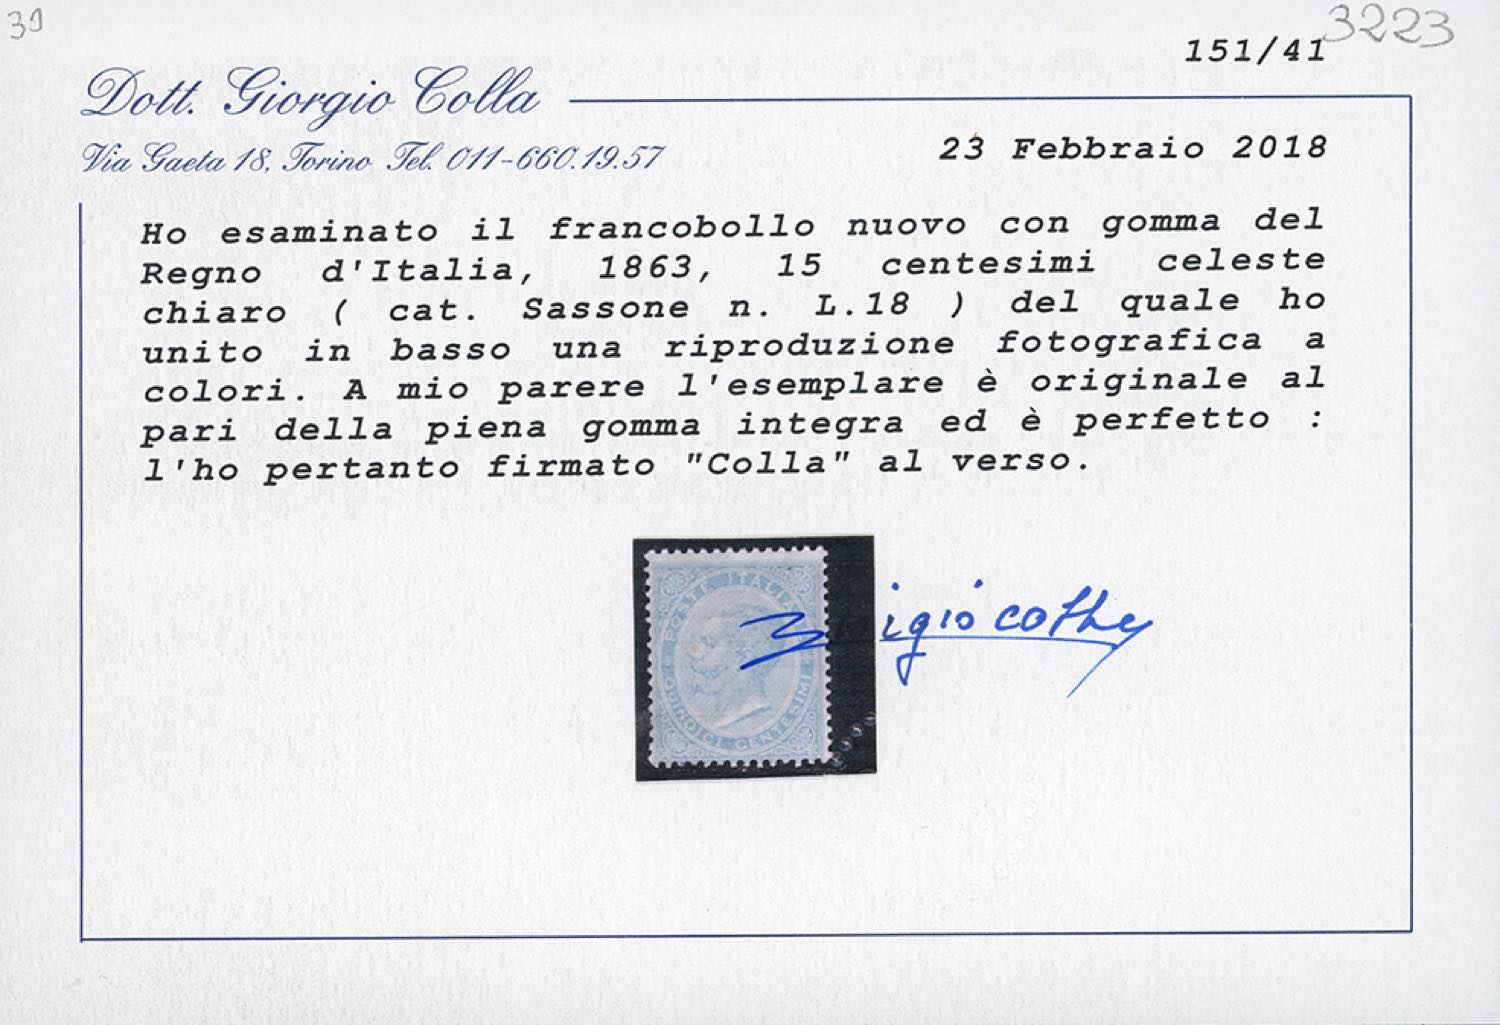 39
3223
151/41
Dott. Giorgio Colla
Via Gaeta 18, Torino Tel. 011-660.19.57
23 Febbraio 2018
Ho esaminato il francobollo nuovo con gomma del
Regno d'Italia, 1863, 15 centesimi celeste
chiaro ( cat. Sassone n. L.18 ) del quale ho
unito in basso una riproduzione fotografica a
colori. A mio parere l'esemplare è originale al
pari della piena gomma integra ed è perfetto :
l'ho pertanto firmato "Colla" al verso.
POSTE ITALIANE
QUINDICI CENTESIMI